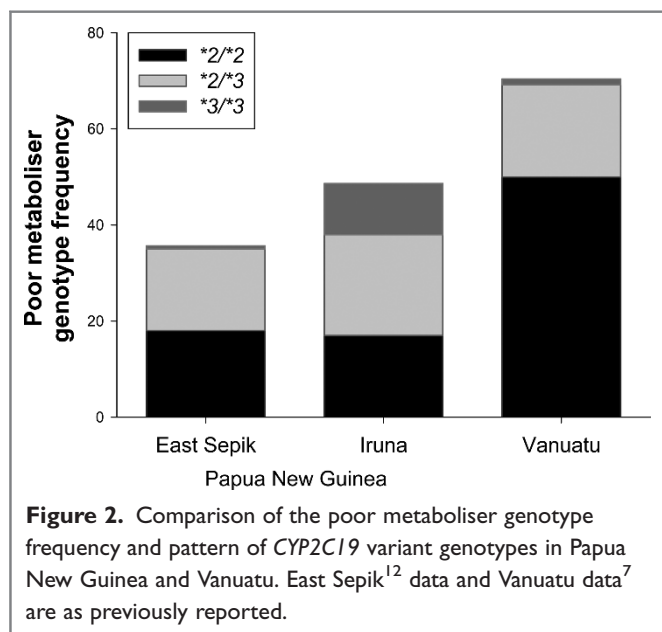 80
*2/*2
*2/*3
*3/*3
60
40
20
0
Poor metaboliser
genotype frequency
East Sepik
Iruna
Vanuatu
Papua New Guinea
Figure 2. Comparison of the poor metaboliser genotype
frequency and pattern of CYP2C19 variant genotypes in Papua
New Guinea and Vanuatu. East Sepik12 data and Vanuatu data7
are as previously reported.